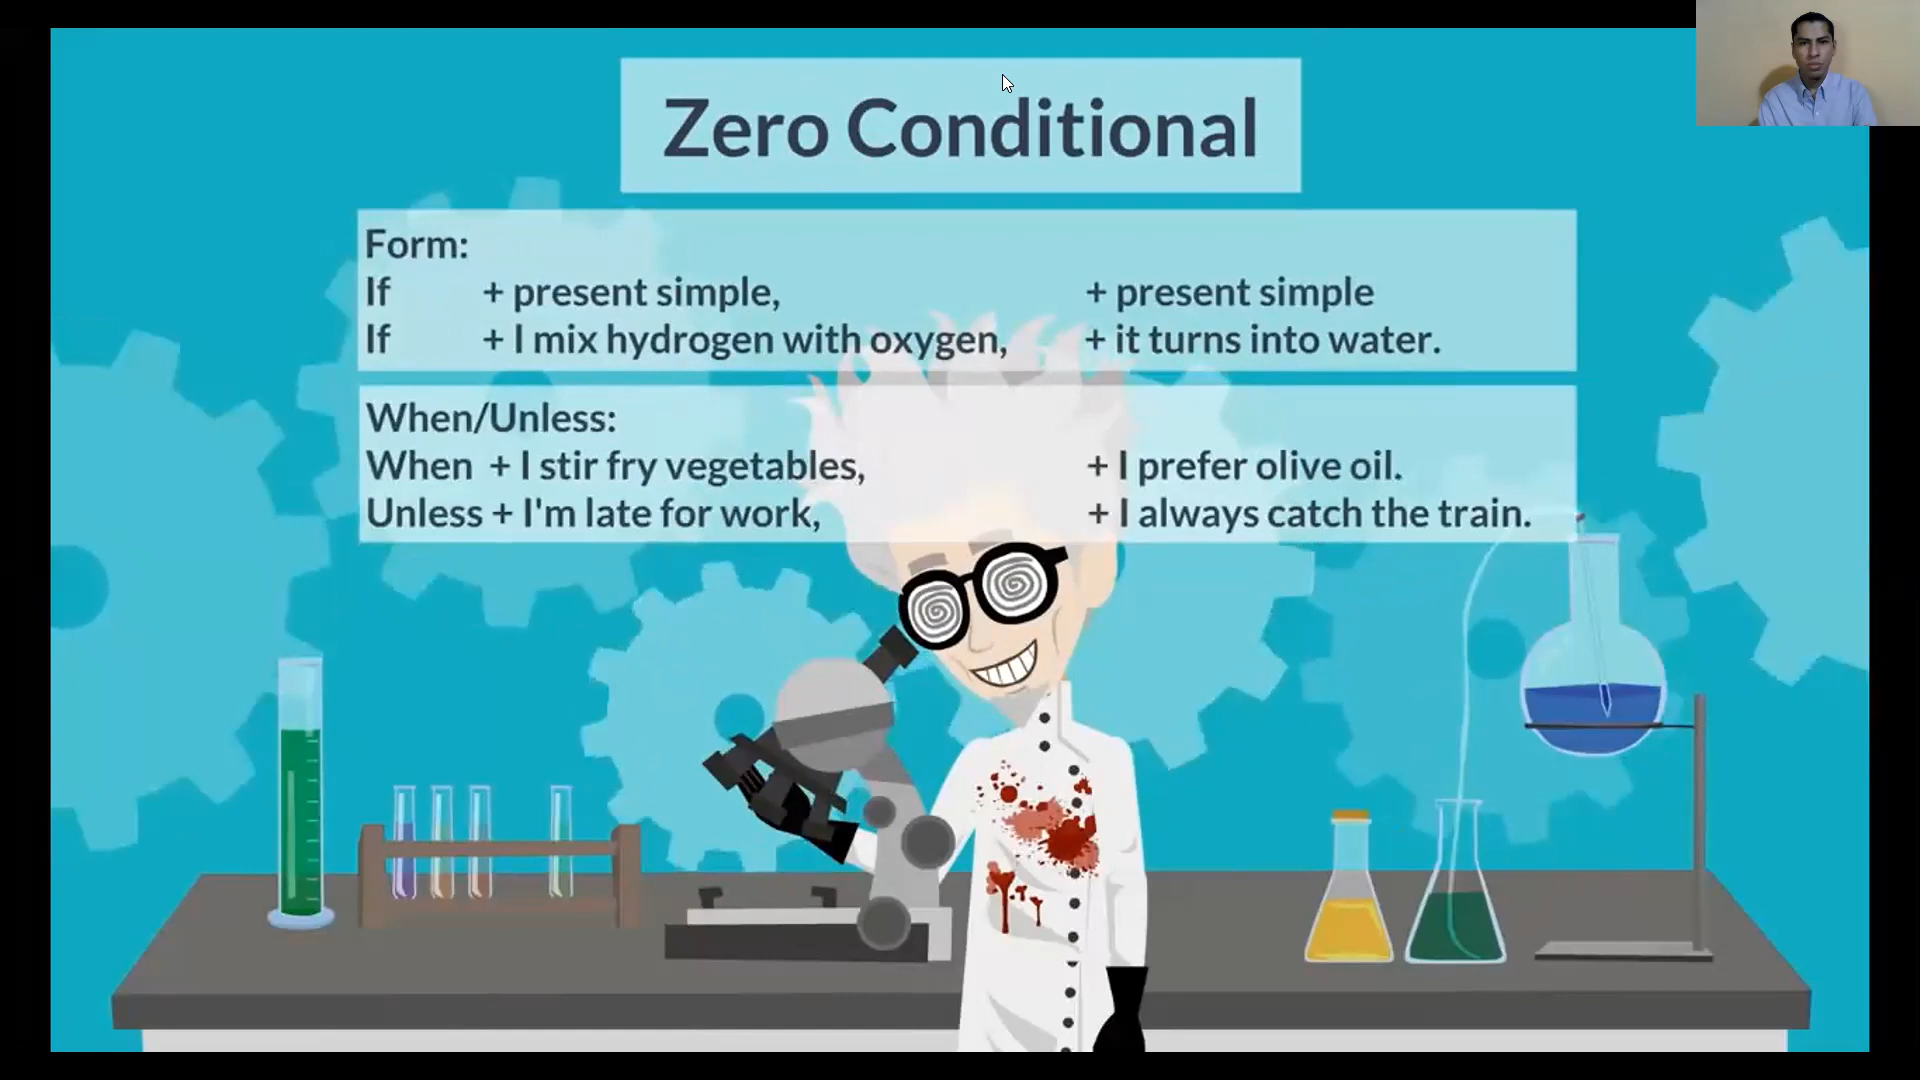 Zero Conditional
Form:
If + present simple, + present simple
If + I mix hydrogen with oxygen, + it turns into water.
When/Unless:
When + I stir fry vegetables, + I prefer olive oil.
Unless + I'm late for work, + I always catch the train.